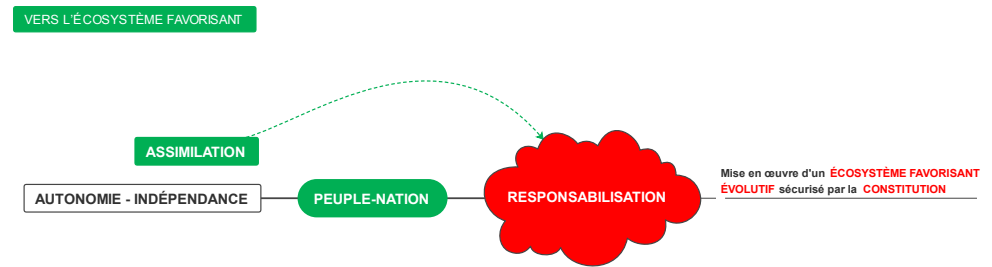 VERS L'ÉCOSYSTÈME FAVORISANT
ASSIMILATION
AUTONOMIE - INDÉPENDANCE
PEUPLE-NATION
RESPONSABILISATION
Mise en œuvre d'un ÉCOSYSTÈME FAVORISANT
ÉVOLUTIF sécurisé par la CONSTITUTION